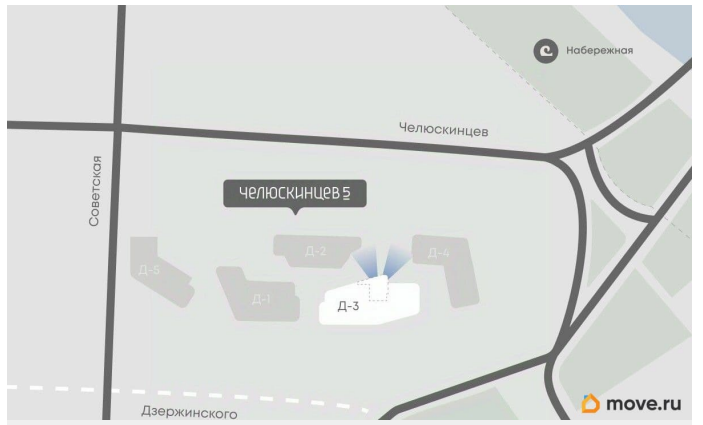 Набережная
Челюскинцев
Советская
ЧЕЛЮСКИНЦЕВ 5
Д-2
Д-4
Д-5
Д-1
Д-3
Дзержинского
move.ru